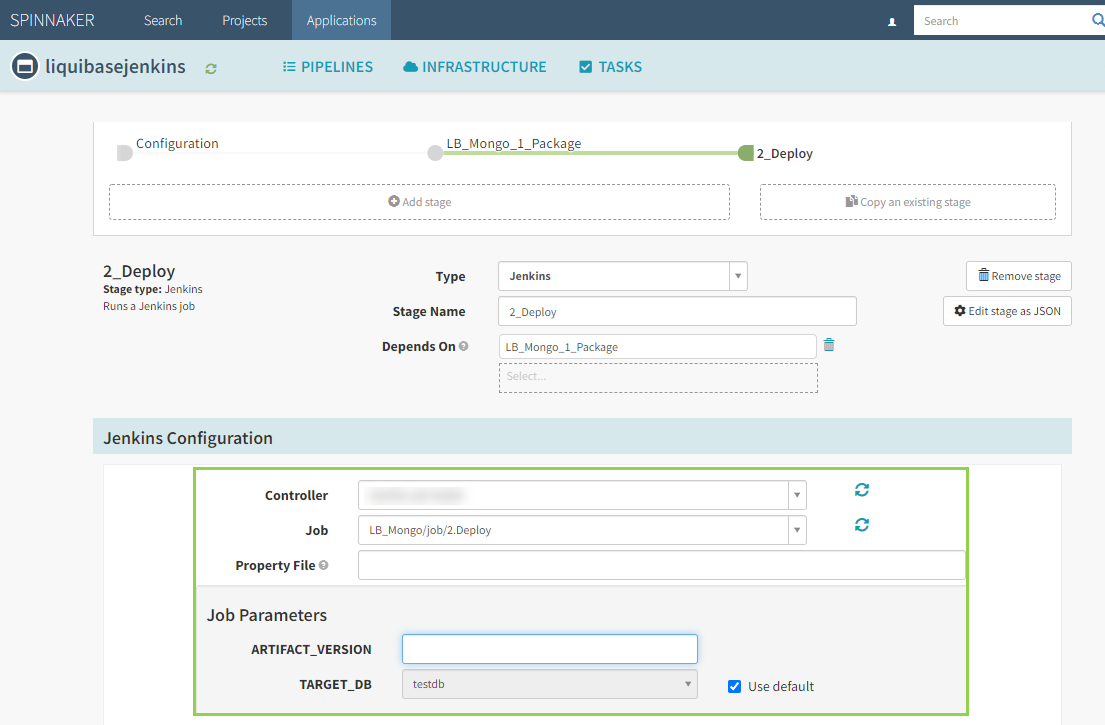 SPINNAKER Search Projects Applications Search
liquibasejenkins PIPELINES INFRASTRUCTURE TASKS
Configuration LB_Mongo_1_Package
2_Deploy
Add stage Copy an existing stage
2_Deploy
Stage type: Jenkins
Runs a Jenkins job
Type Jenkins Remove stage
Stage Name 2_Deploy Edit stage as JSON
Depends On LB_Mongo_1_Package
Select...
Jenkins Configuration
Controller
Job LB_Mongo/job/2.Deploy
Property File
Job Parameters
ARTIFACT_VERSION
TARGET_DB testdb Use default